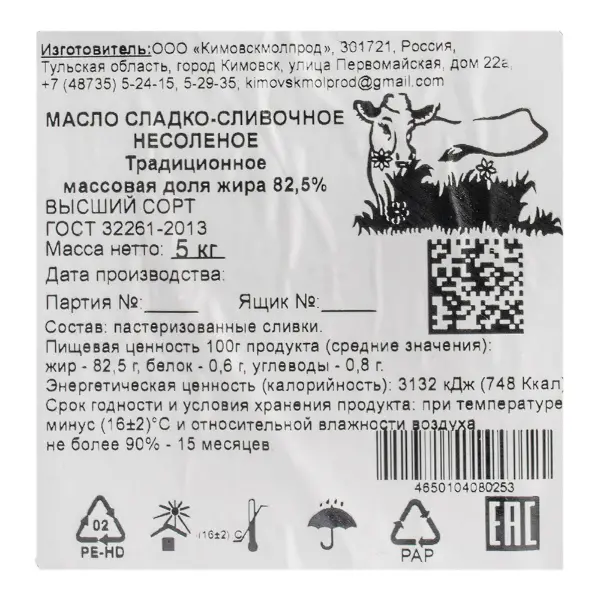 Изготовитель:ООО «Кимовскмолпрод», 301721, Россия,
Тульская область, город Кимовск, улица Первомайская, дом 22а,
+7 (48735) 5-24-15, 5-29-35; kimovskmolprod@gmail.com
МАСЛО СЛАДКО-СЛИВОЧНОЕ
НЕСОЛЕНОЕ
Традиционное
массовая доля жира 82,5%
ВЫСШИЙ СОРТ
ГОСТ 32261-2013
Масса нетто: 5 кг
Дата производства:
Партия №:_____ Ящик №:_____
Состав: пастеризованные сливки.
Пищевая ценность 100г продукта (средние значения):
жир - 82,5 г, белок - 0,6 г, углеводы - 0,8 г.
Энергетическая ценность (калорийность): 3132 кДж (748 Ккал)
Срок годности и условия хранения продукта: при температуре
минус (16±2)°С и относительной влажности воздуха
не более 90% - 15 месяцев
4650104080253
02
PE-HD
(16±2) С
PAP
EAC